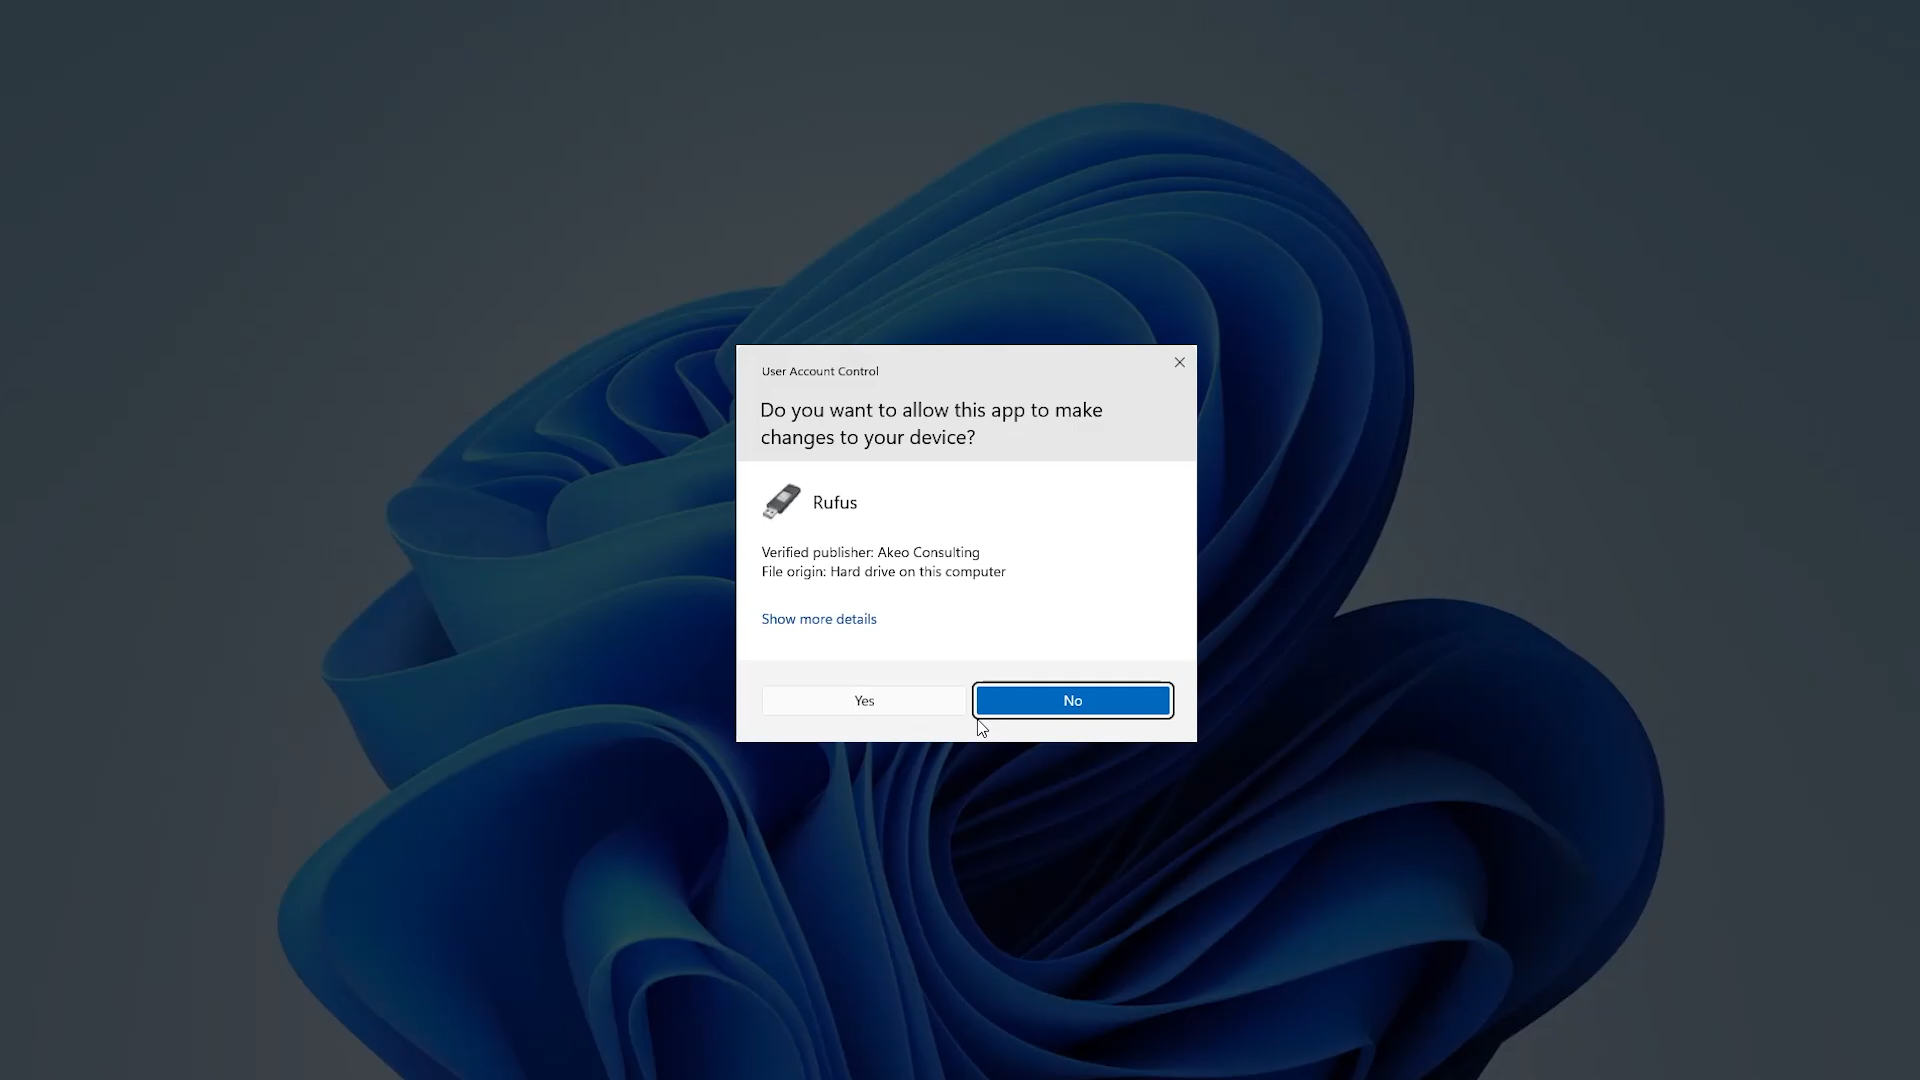 User Account Control
Do you want to allow this app to make
changes to your device?
Rufus
Verified publisher: Akeo Consulting
File origin: Hard drive on this computer
Show more details
Yes
No